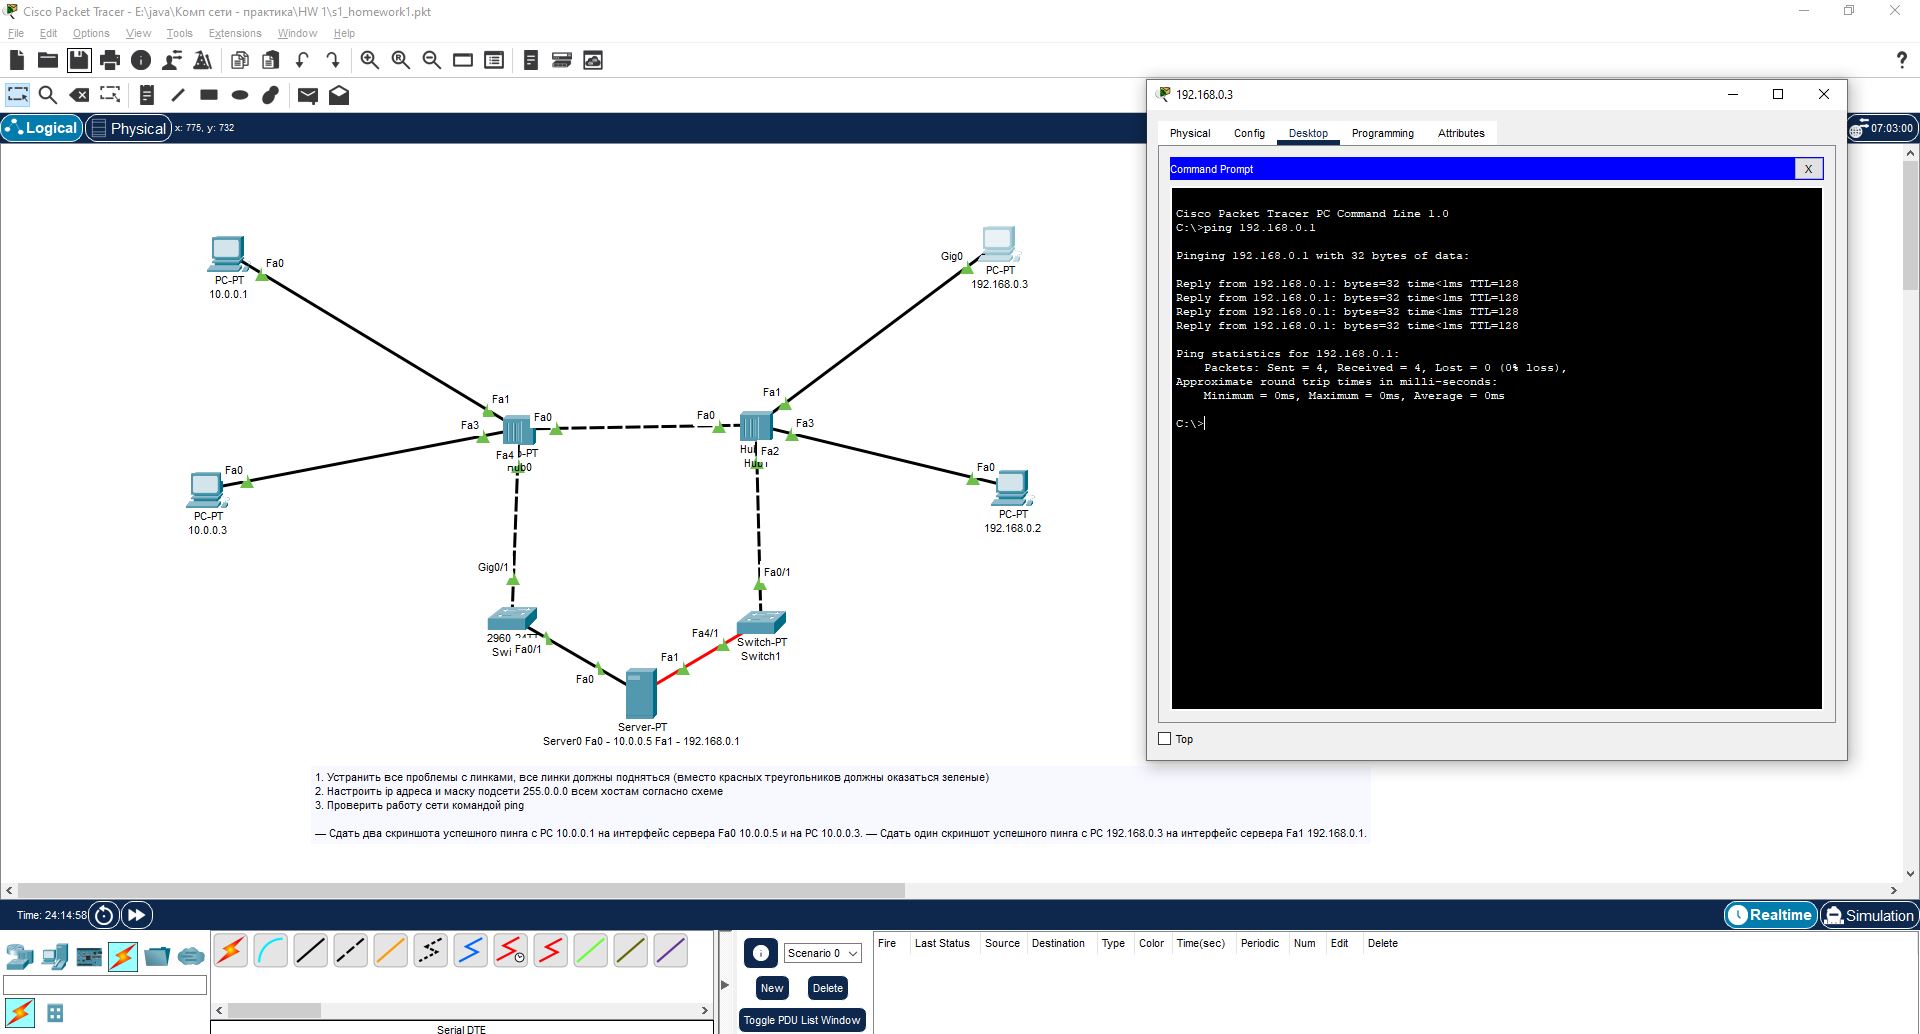 Cisco Packet Tracer - E:\java\Комп сети - практика\HW 1\s1_homework1.pkt
File Edit Options View Tools Extensions Window Help
?
Logical Physical x: 775, y: 732
07:03:00
192.168.0.3
Physical Config Desktop Programming Attributes
Command Prompt
X
Cisco Packet Tracer PC Command Line 1.0
C:\>ping 192.168.0.1
Pinging 192.168.0.1 with 32 bytes of data:
Reply from 192.168.0.1: bytes=32 time<1ms TTL=128
Reply from 192.168.0.1: bytes=32 time<1ms TTL=128
Reply from 192.168.0.1: bytes=32 time<1ms TTL=128
Reply from 192.168.0.1: bytes=32 time<1ms TTL=128
Ping statistics for 192.168.0.1:
Packets: Sent = 4, Received = 4, Lost = 0 (0% loss),
Approximate round trip times in milli-seconds:
Minimum = 0ms, Maximum = 0ms, Average = 0ms
C:\>
Top
Fa0
PC-PT
10.0.0.1
Gig0
PC-PT
192.168.0.3
Fa1
Fa3
Fa0
Fa4
Fa0
Fa1
Fa3
Fa2
Fa0
PC-PT
10.0.0.3
Fa0
PC-PT
192.168.0.2
Gig0/1
Fa0/1
2960
Fa0/1
Fa4/1
Switch-PT
Switch1
Fa1
Fa0
Server-PT
Server0 Fa0 - 10.0.0.5 Fa1 - 192.168.0.1
1. Устранить все проблемы с линками, все линки должны подняться (вместо красных треугольников должны оказаться зеленые)
2. Настроить ip адреса и маску подсети 255.0.0.0 всем хостам согласно схеме
3. Проверить работу сети командой ping
— Сдать два скриншота успешного пинга с PC 10.0.0.1 на интерфейс сервера Fa0 10.0.0.5 и на PC 10.0.0.3. — Сдать один скриншот успешного пинга с PC 192.168.0.3 на интерфейс сервера Fa1 192.168.0.1.
Time: 24:14:58
Realtime Simulation
Scenario 0
New Delete
Toggle PDU List Window
Fire Last Status Source Destination Type Color Time(sec) Periodic Num Edit Delete
Serial DTE